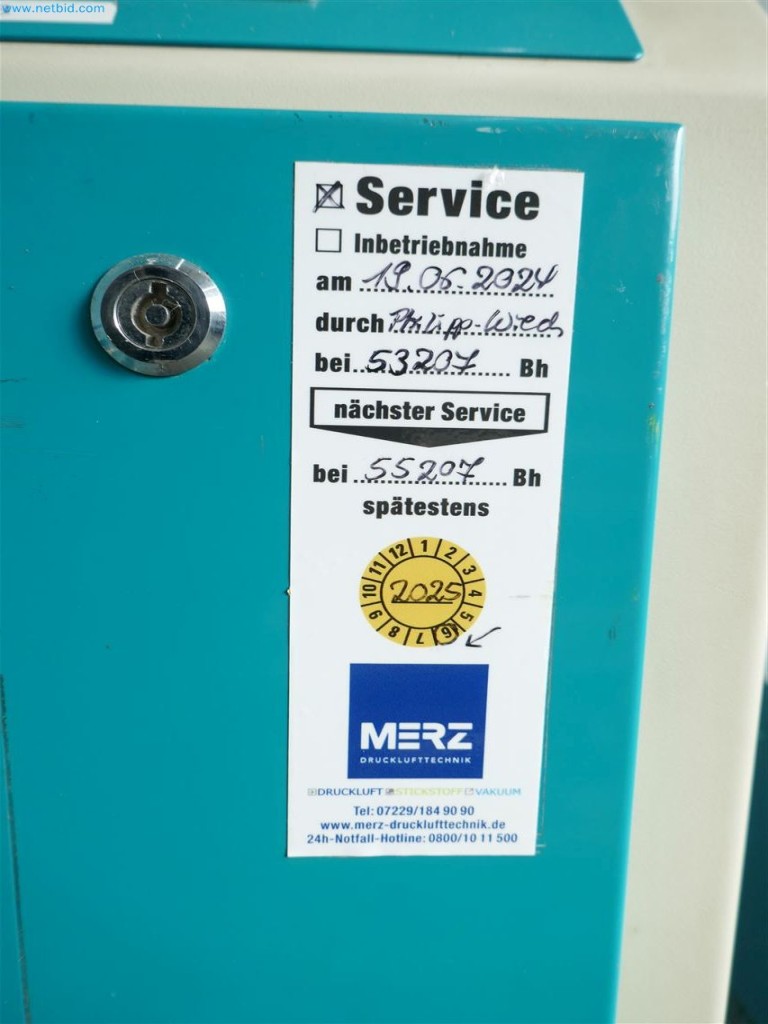 www.netbid.com
☒ Service
☐ Inbetriebnahme
am 19.06.2024
durch Philipp-Wiech
bei 53207 Bh
nächster Service
bei 55207 Bh
spätestens
1 2 3 4 5 6 7 8 9 10 11 12
2025
MERZ
DRUCKLUFTTECHNIK
DRUCKLUFT STICKSTOFF VAKUUM
Tel: 07229/184 90 90
www.merz-drucklufttechnik.de
24h-Notfall-Hotline: 0800/10 11 500